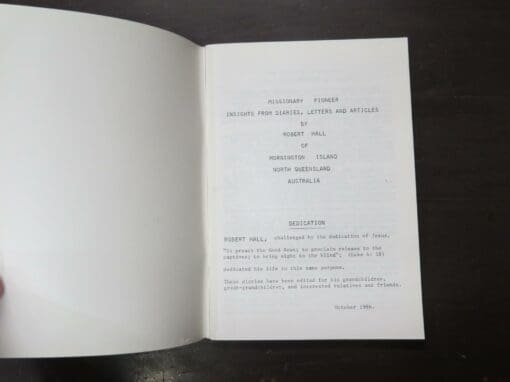 MISSIONARY PIONEER
INSIGHTS FROM DIARIES, LETTERS AND ARTICLES
BY
ROBERT HALL
OF
MORNINGTON ISLAND
NORTH QUEENSLAND
AUSTRALIA
DEDICATION
ROBERT HALL, challenged by the dedication of Jesus,
"to preach the Good News; to proclaim release to the
captives; to bring sight to the blind"; (Luke 4: 18)
dedicated his life to this same purpose.
These diaries have been edited for his grandchildren,
great-grandchildren, and interested relatives and friends.
October 1986.